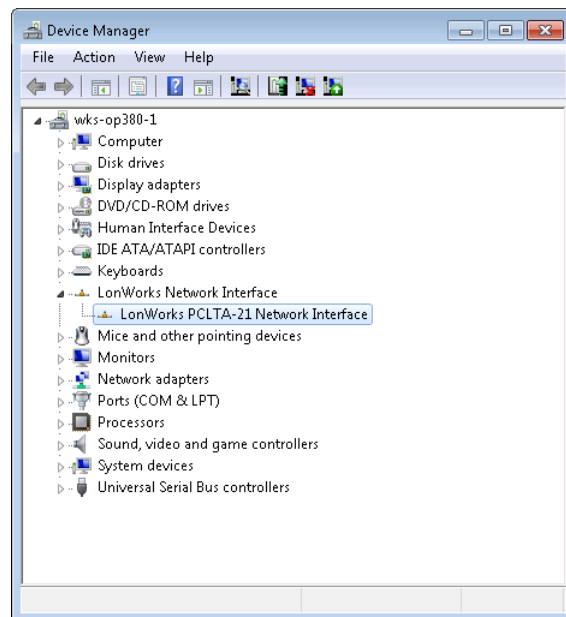 Device Manager
File Action View Help
wks-op380-1
Computer
Disk drives
Display adapters
DVD/CD-ROM drives
Human Interface Devices
IDE ATA/ATAPI controllers
Keyboards
LonWorks Network Interface
LonWorks PCLTA-21 Network Interface
Mice and other pointing devices
Monitors
Network adapters
Ports (COM & LPT)
Processors
Sound, video and game controllers
System devices
Universal Serial Bus controllers